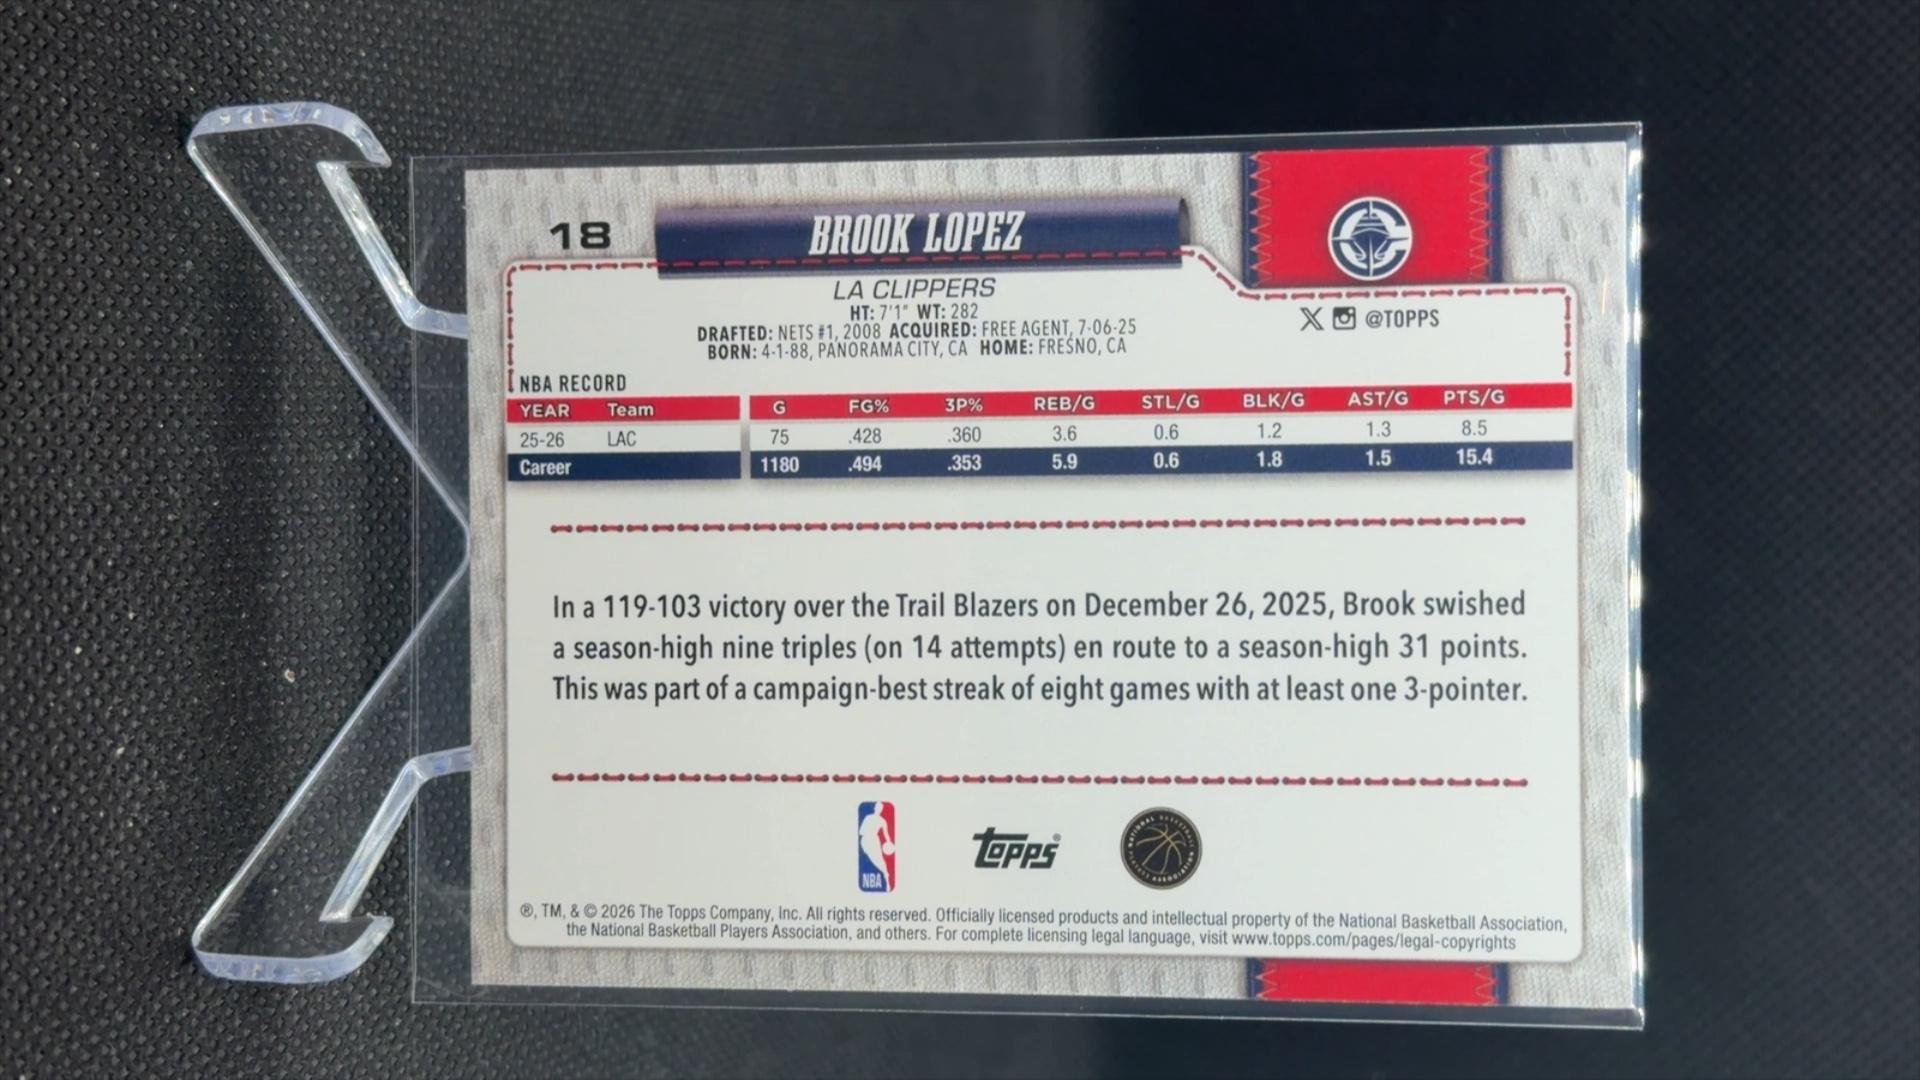 18
BROOK LOPEZ
LA CLIPPERS
HT: 7'1" WT: 282
DRAFTED: NETS #1, 2008 ACQUIRED: FREE AGENT, 7-06-25
BORN: 4-1-88, PANORAMA CITY, CA HOME: FRESNO, CA
@TOPPS
NBA RECORD
YEAR Team G FG% 3P% REB/G STL/G BLK/G AST/G PTS/G
25-26 LAC 75 .428 .360 3.6 0.6 1.2 1.3 8.5
Career 1180 .494 .353 5.9 0.6 1.8 1.5 15.4
In a 119-103 victory over the Trail Blazers on December 26, 2025, Brook swished
a season-high nine triples (on 14 attempts) en route to a season-high 31 points.
This was part of a campaign-best streak of eight games with at least one 3-pointer.
NBA
Topps®
NATIONAL BASKETBALL PLAYERS ASSOCIATION
®, TM, & © 2026 The Topps Company, Inc. All rights reserved. Officially licensed products and intellectual property of the National Basketball Association,
the National Basketball Players Association, and others. For complete licensing legal language, visit www.topps.com/pages/legal-copyrights